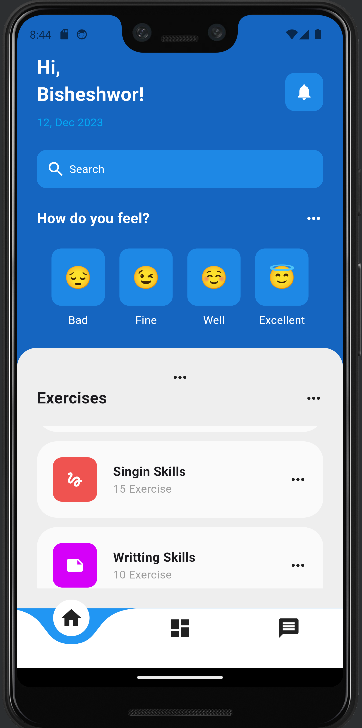 8:44
Hi,
Bisheshwor!
12, Dec 2023
Search
How do you feel?
Bad
Fine
Well
Excellent
Exercises
Singin Skills
15 Exercise
Writting Skills
10 Exercise